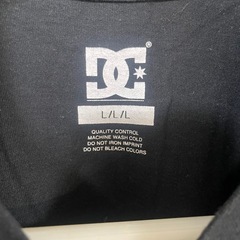 DC
®
L/L/L
QUALITY CONTROL
MACHINE WASH COLD
DO NOT IRON IMPRINT
DO NOT BLEACH COLORS